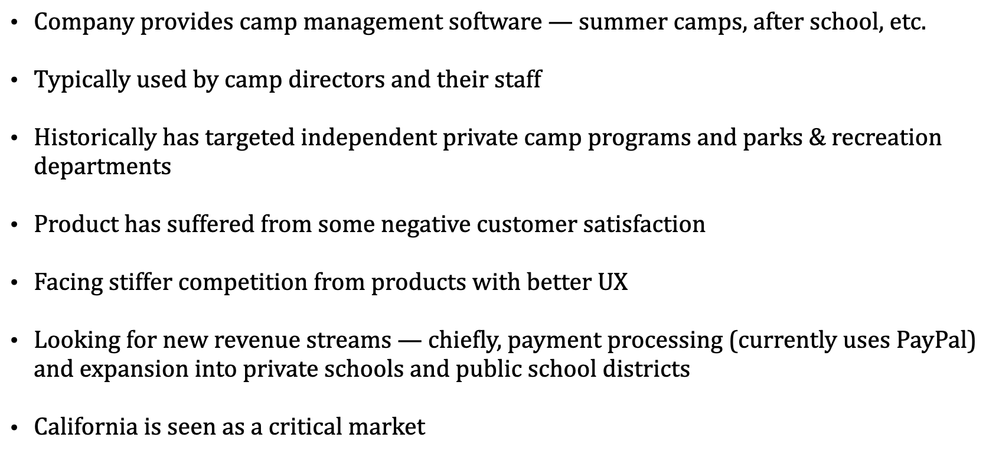 • Company provides camp management software — summer camps, after school, etc.
• Typically used by camp directors and their staff
• Historically has targeted independent private camp programs and parks & recreation
departments
• Product has suffered from some negative customer satisfaction
• Facing stiffer competition from products with better UX
• Looking for new revenue streams — chiefly, payment processing (currently uses PayPal)
and expansion into private schools and public school districts
• California is seen as a critical market